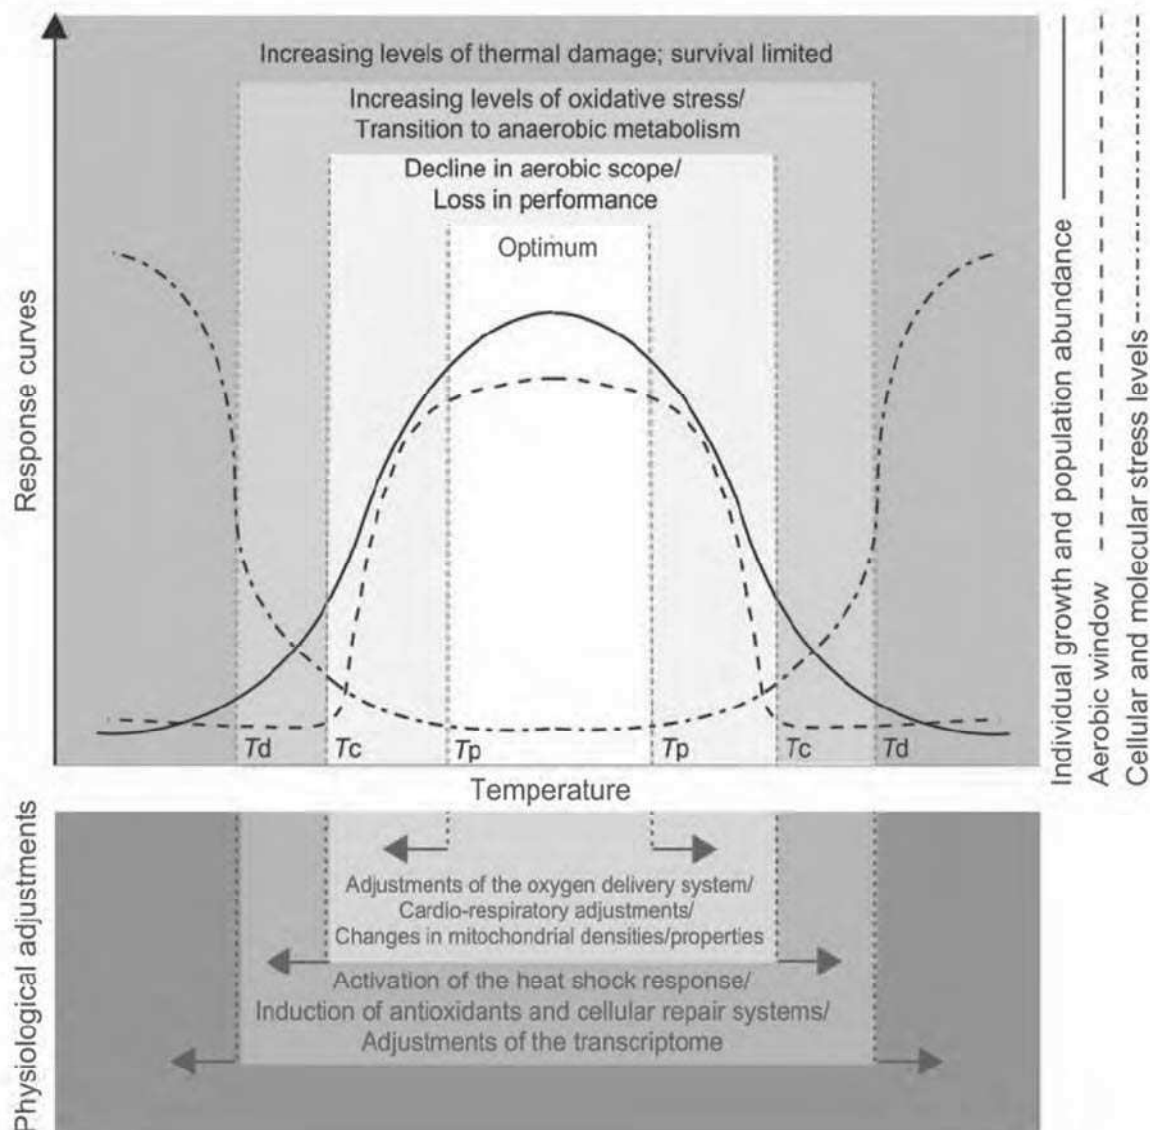 Increasing levels of thermal damage; survival limited
Increasing levels of oxidative stress/
Transition to anaerobic metabolism
Decline in aerobic scope/
Loss in performance
Optimum
Response curves
Td
Tc
Tp
Tp
Tc
Td
Temperature
Individual growth and population abundance
Aerobic window
Cellular and molecular stress levels
Physiological adjustments
Adjustments of the oxygen delivery system/
Cardio-respiratory adjustments/
Changes in mitochondrial densities/properties
Activation of the heat shock response/
Induction of antioxidants and cellular repair systems/
Adjustments of the transcriptome